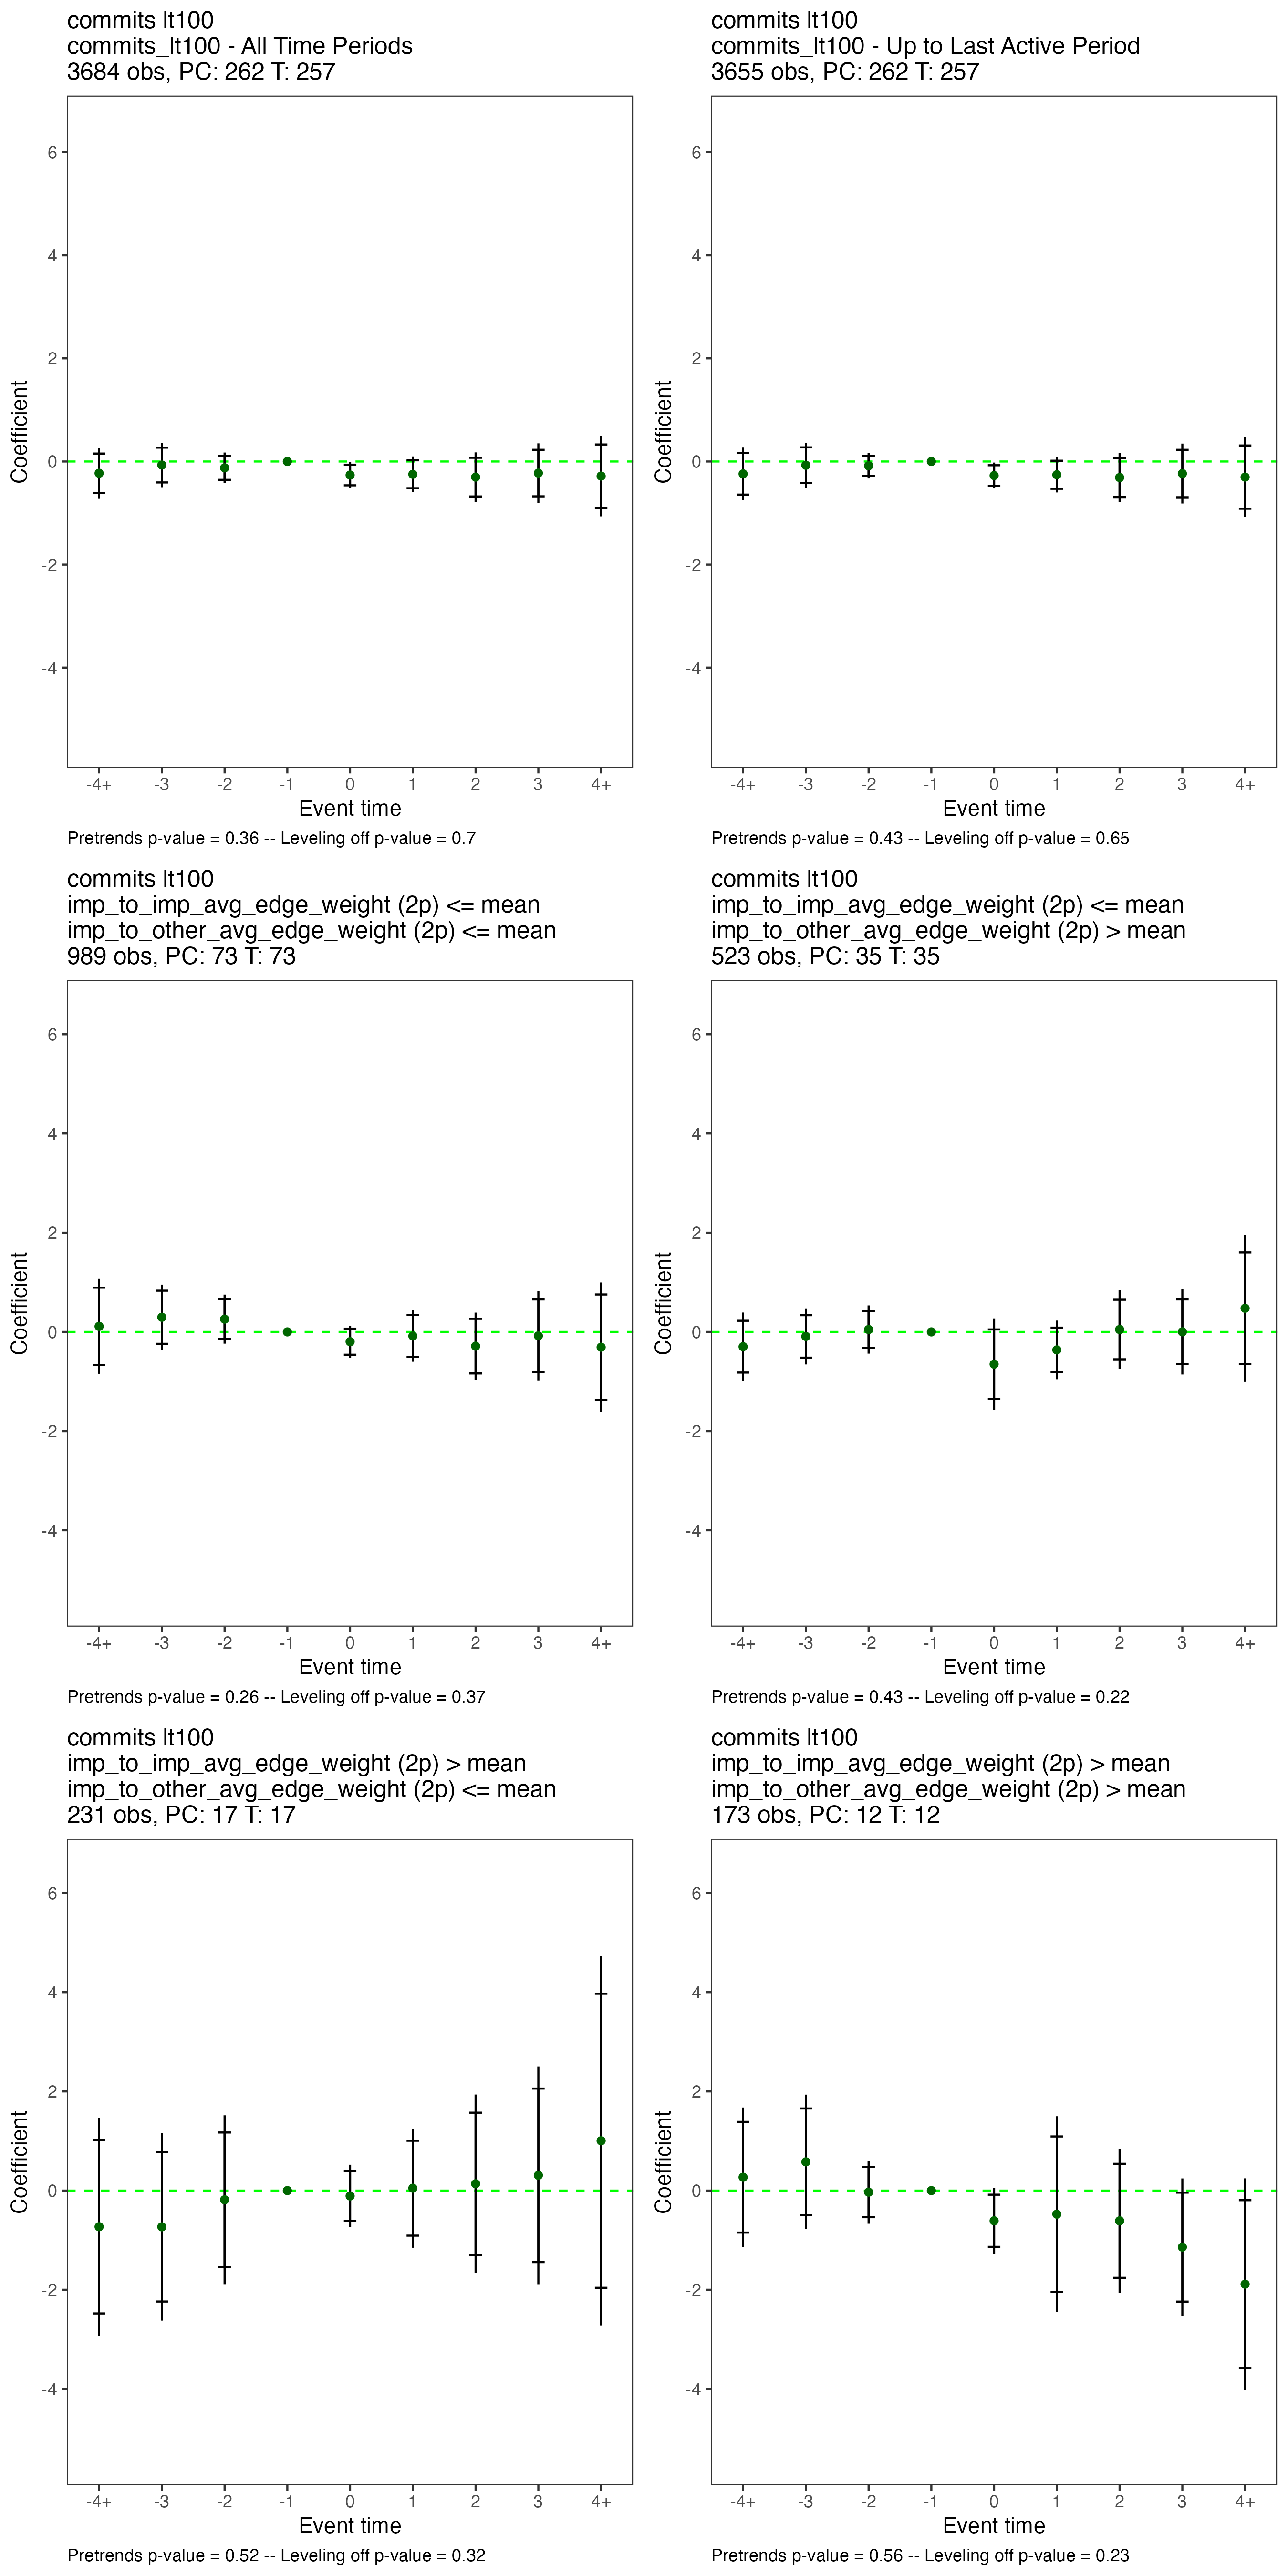 commits lt100
commits_lt100 - All Time Periods
3684 obs, PC: 262 T: 257
6
4
2
0
-2
-4
Coefficient
-4+ -3 -2 -1 0 1 2 3 4+
Event time
Pretrends p-value = 0.36 -- Leveling off p-value = 0.7
commits lt100
commits_lt100 - Up to Last Active Period
3655 obs, PC: 262 T: 257
6
4
2
0
-2
-4
Coefficient
-4+ -3 -2 -1 0 1 2 3 4+
Event time
Pretrends p-value = 0.43 -- Leveling off p-value = 0.65
commits lt100
imp_to_imp_avg_edge_weight (2p) <= mean
imp_to_other_avg_edge_weight (2p) <= mean
989 obs, PC: 73 T: 73
6
4
2
0
-2
-4
Coefficient
-4+ -3 -2 -1 0 1 2 3 4+
Event time
Pretrends p-value = 0.26 -- Leveling off p-value = 0.37
commits lt100
imp_to_imp_avg_edge_weight (2p) <= mean
imp_to_other_avg_edge_weight (2p) > mean
523 obs, PC: 35 T: 35
6
4
2
0
-2
-4
Coefficient
-4+ -3 -2 -1 0 1 2 3 4+
Event time
Pretrends p-value = 0.43 -- Leveling off p-value = 0.22
commits lt100
imp_to_imp_avg_edge_weight (2p) > mean
imp_to_other_avg_edge_weight (2p) <= mean
231 obs, PC: 17 T: 17
6
4
2
0
-2
-4
Coefficient
-4+ -3 -2 -1 0 1 2 3 4+
Event time
Pretrends p-value = 0.52 -- Leveling off p-value = 0.32
commits lt100
imp_to_imp_avg_edge_weight (2p) > mean
imp_to_other_avg_edge_weight (2p) > mean
173 obs, PC: 12 T: 12
6
4
2
0
-2
-4
Coefficient
-4+ -3 -2 -1 0 1 2 3 4+
Event time
Pretrends p-value = 0.56 -- Leveling off p-value = 0.23